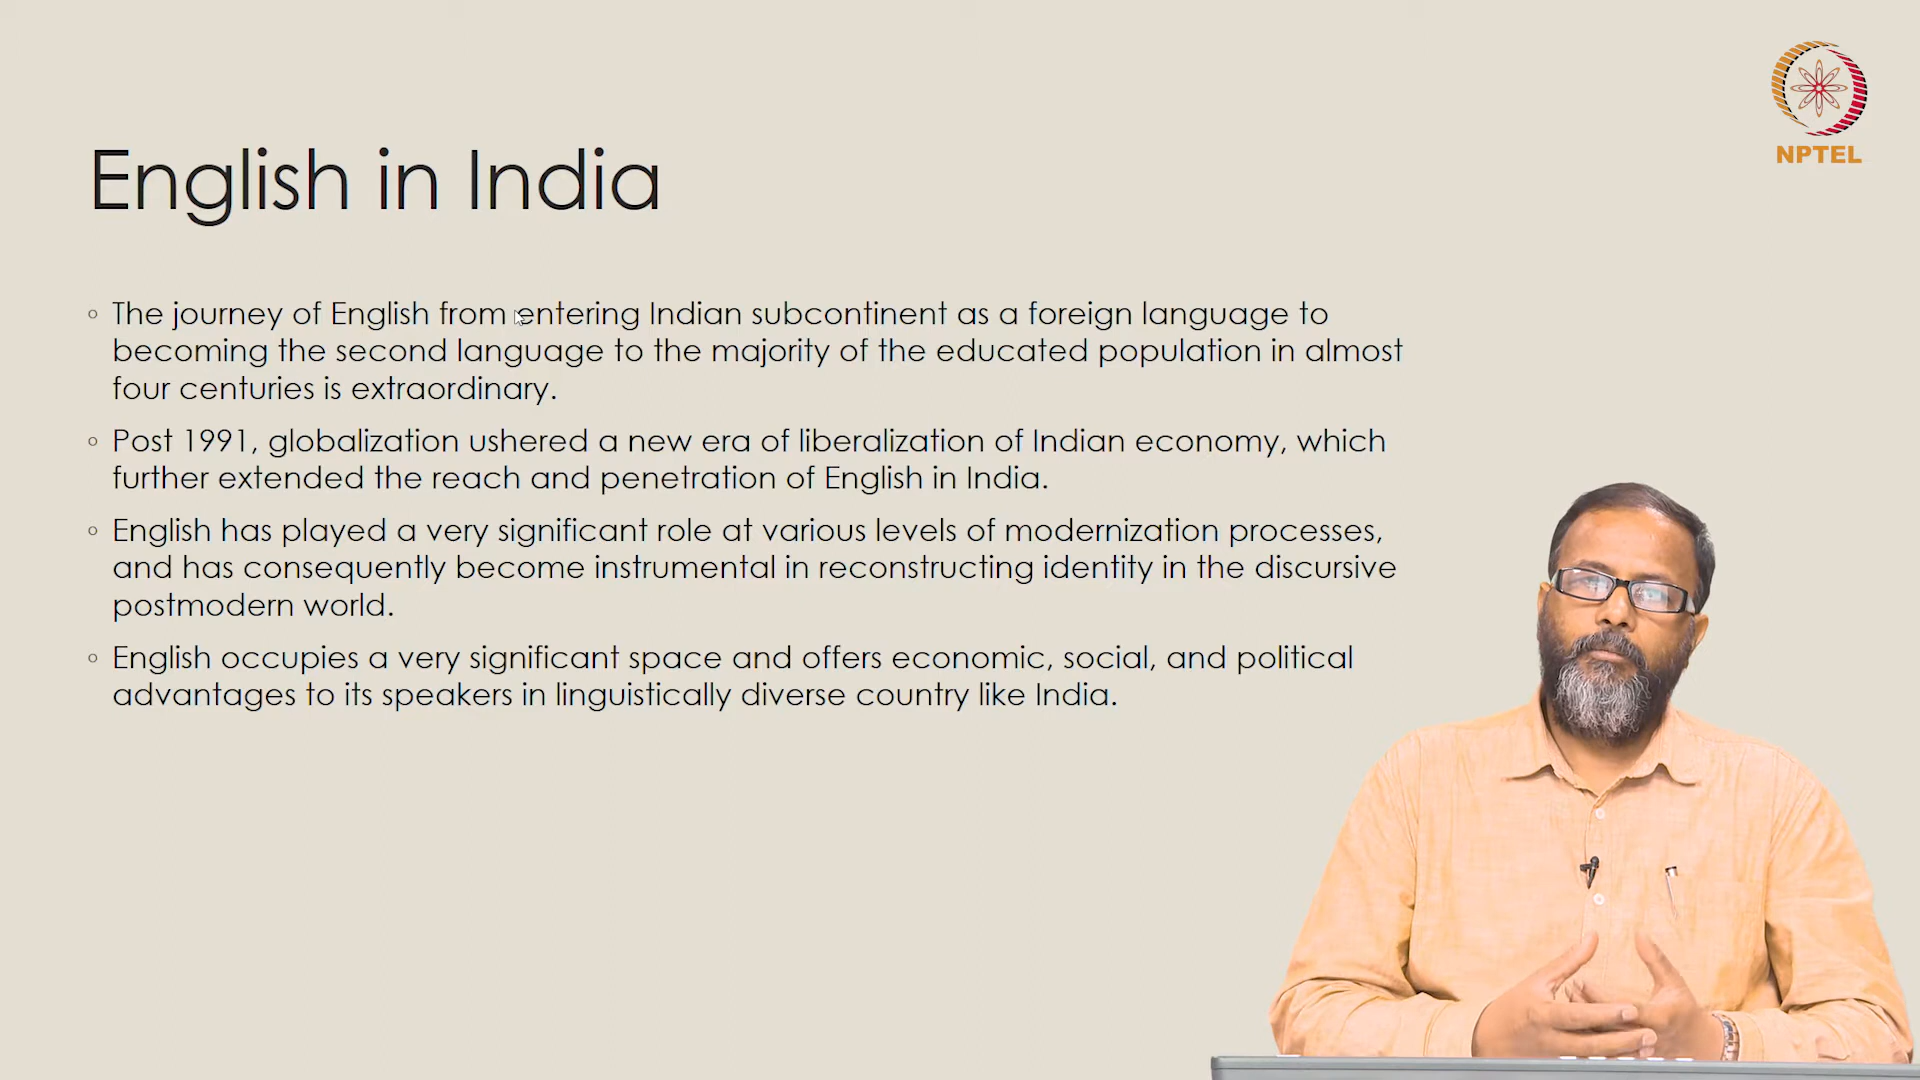 NPTEL
English in India
The journey of English from entering Indian subcontinent as a foreign language to
becoming the second language to the majority of the educated population in almost
four centuries is extraordinary.
Post 1991, globalization ushered a new era of liberalization of Indian economy, which
further extended the reach and penetration of English in India.
English has played a very significant role at various levels of modernization processes,
and has consequently become instrumental in reconstructing identity in the discursive
postmodern world.
English occupies a very significant space and offers economic, social, and political
advantages to its speakers in linguistically diverse country like India.